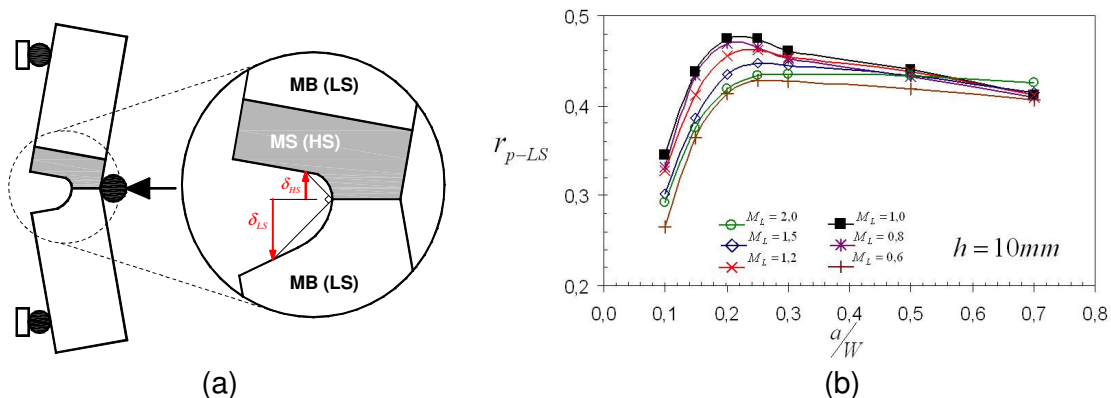 MB (LS)
MS (HS)
δHS
δLS
MB (LS)
(a)
0,5
0,4
0,3
0,2
rp-LS
ML = 2,0
ML = 1,0
ML = 1,5
ML = 0,8
ML = 1,2
ML = 0,6
h = 10mm
0,0 0,1 0,2 0,3 0,4 0,5 0,6 0,7 0,8
a/W
(b)